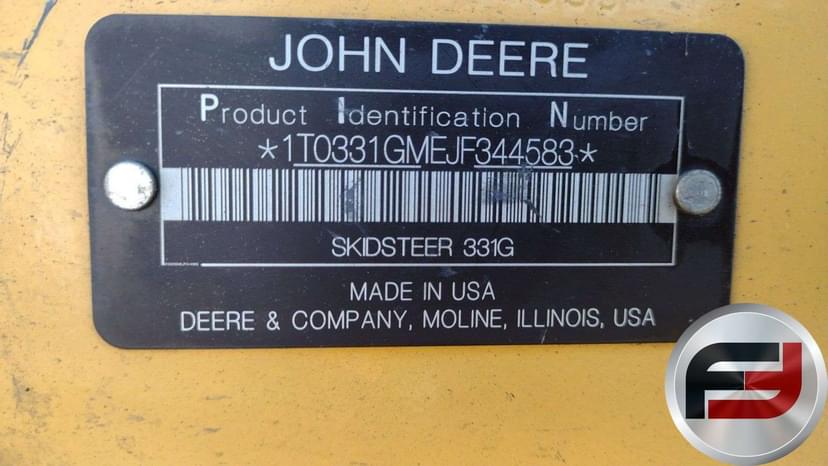 JOHN DEERE
Product Identification Number
*1T0331GMEJF344583*
SKIDSTEER 331G
MADE IN USA
DEERE & COMPANY, MOLINE, ILLINOIS, USA